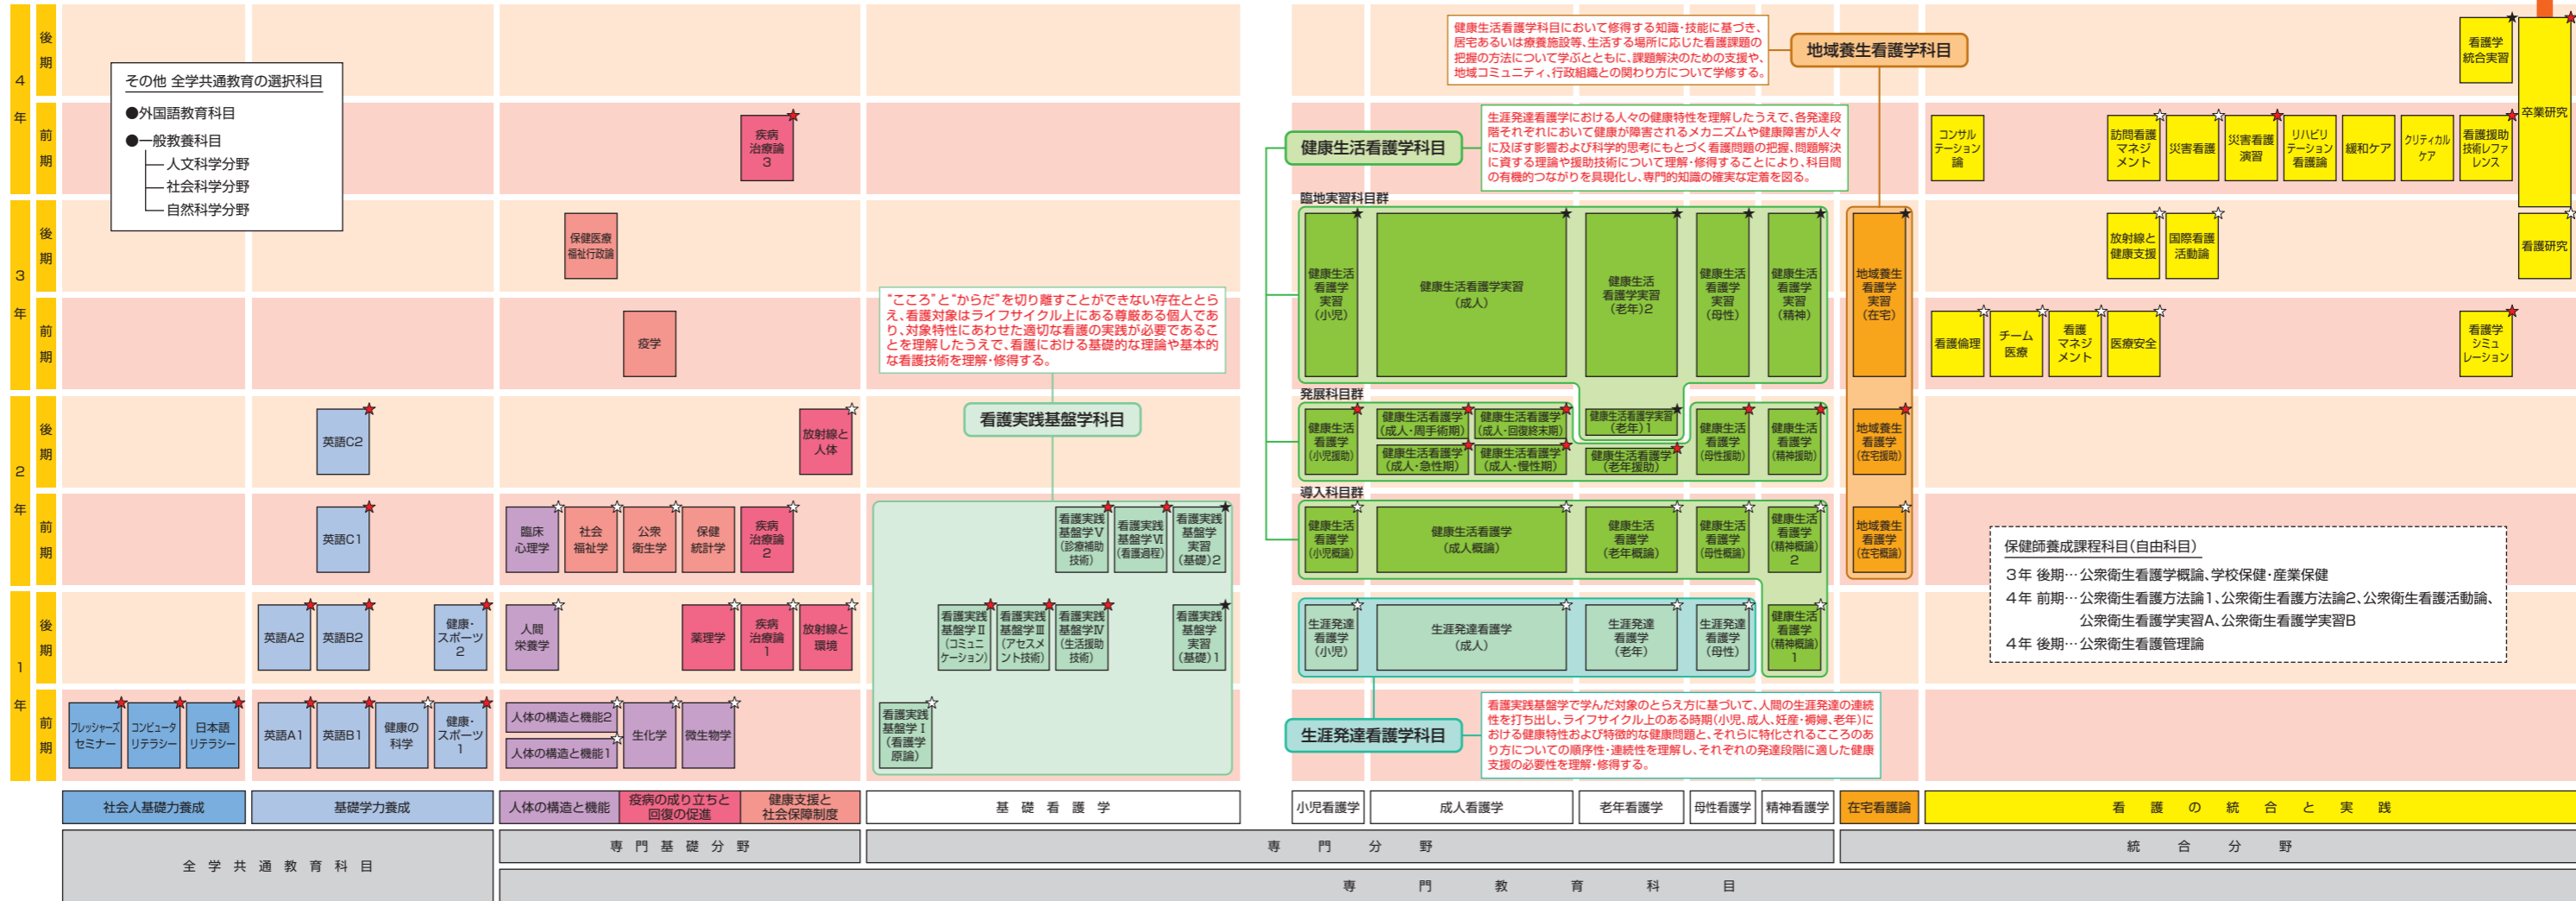 後期
4年
前期
後期
3年
前期
後期
2年
前期
後期
1年
前期
その他 全学共通教育の選択科目
●外国語教育科目
●一般教養科目
人文科学分野
社会科学分野
自然科学分野
健康生活看護学科目において修得する知識・技能に基づき、
居宅あるいは療養施設等、生活する場所に応じた看護課題の
把握の方法について学ぶとともに、課題解決のための支援や、
地域コミュニティ、行政組織との関わり方について学修する。
地域養生看護学科目
看護学
統合実習
★
★
卒業研究
疾病
治療論
3
★
健康生活看護学科目
生涯発達看護学における人々の健康特性を理解したうえで、各発達段
階それぞれにおいて健康が障害されるメカニズムや健康障害が人々
に及ぼす影響および科学的思考にもとづく看護問題の把握、問題解決
に資する理論や援助技術について理解・修得することにより、科目間
の有機的つながりを具現化し、専門的知識の確実な定着を図る。
コンサル
テーション
論
訪問看護
マネジ
メント
☆
災害看護
☆
災害看護
演習
★
リハビリ
テーション
看護論
緩和ケア
クリティカル
ケア
看護援助
技術レファ
レンス
★
保健医療
福祉行政論
臨地実習科目群
健康生活
看護学
実習
(小児)
★
健康生活看護学実習
(成人)
★
健康生活
看護学実習
(老年)2
★
健康生活
看護学
実習
(母性)
★
健康生活
看護学
実習
(精神)
★
地域養生
看護学
実習
(在宅)
★
放射線と
健康支援
☆
国際看護
活動論
☆
看護研究
☆
"こころ"と"からだ"を切り離すことができない存在ととら
え、看護対象はライフサイクル上にある尊厳ある個人であ
り、対象特性にあわせた適切な看護の実践が必要であるこ
とを理解したうえで、看護における基礎的な理論や基本的
な看護技術を理解・修得する。
疫学
看護倫理
☆
チーム
医療
☆
看護
マネジ
メント
☆
医療安全
☆
看護学
シミュ
レーション
★
英語C2
★
放射線と
人体
☆
看護実践基盤学科目
発展科目群
健康生活
看護学
(小児援助)
★
健康生活看護学
(成人・周手術期)
★
健康生活看護学
(成人・回復終末期)
★
健康生活看護学
(成人・急性期)
★
健康生活看護学
(成人・慢性期)
★
健康生活看護学実習
(老年)1
★
健康生活看護学
(老年援助)
★
健康生活
看護学
(母性援助)
★
健康生活
看護学
(精神援助)
★
地域養生
看護学
(在宅援助)
★
英語C1
★
臨床
心理学
☆
社会
福祉学
☆
公衆
衛生学
☆
保健
統計学
疾病
治療論
2
☆
看護実践
基盤学Ⅴ
(診療補助
技術)
★
看護実践
基盤学Ⅵ
(看護過程)
★
看護実践
基盤学
実習
(基礎)2
★
導入科目群
健康生活
看護学
(小児概論)
☆
健康生活看護学
(成人概論)
☆
健康生活
看護学
(老年概論)
☆
健康生活
看護学
(母性概論)
☆
健康生活
看護学
(精神概論)
2
☆
地域養生
看護学
(在宅概論)
☆
保健師養成課程科目(自由科目)
3年 後期…公衆衛生看護学概論、学校保健・産業保健
4年 前期…公衆衛生看護方法論1、公衆衛生看護方法論2、公衆衛生看護活動論、
公衆衛生看護学実習A、公衆衛生看護学実習B
4年 後期…公衆衛生看護管理論
英語A2
★
英語B2
★
健康・
スポーツ
2
★
人間
栄養学
☆
薬理学
☆
疾病
治療論
1
☆
放射線と
環境
☆
看護実践
基盤学Ⅱ
(コミュニ
ケーション)
★
看護実践
基盤学Ⅲ
(アセスメ
ント技術)
★
看護実践
基盤学Ⅳ
(生活援助
技術)
★
看護実践
基盤学
実習
(基礎)1
★
生涯発達
看護学
(小児)
☆
生涯発達看護学
(成人)
☆
生涯発達
看護学
(老年)
☆
生涯発達
看護学
(母性)
☆
健康生活
看護学
(精神概論)
1
☆
フレッシャーズ
セミナー
★
コンピュータ
リテラシー
★
日本語
リテラシー
★
英語A1
★
英語B1
★
健康の
科学
☆
健康・
スポーツ
1
★
人体の構造と機能2
☆
人体の構造と機能1
☆
生化学
☆
微生物学
☆
看護実践
基盤学Ⅰ
(看護学
原論)
☆
生涯発達看護学科目
看護実践基盤学で学んだ対象のとらえ方に基づいて、人間の生涯発達の連続
性を打ち出し、ライフサイクル上のある時期(小児、成人、妊産・褥婦、老年)に
おける健康特性および特徴的な健康問題と、それらに特化されるこころのあ
り方についての順序性・連続性を理解し、それぞれの発達段階に適した健康
支援の必要性を理解・修得する。
社会人基礎力養成
基礎学力養成
人体の構造と機能
疫病の成り立ちと
回復の促進
健康支援と
社会保障制度
基礎看護学
小児看護学
成人看護学
老年看護学
母性看護学
精神看護学
在宅看護論
看護の統合と実践
全学共通教育科目
専門基礎分野
専門分野
統合分野
専門教育科目